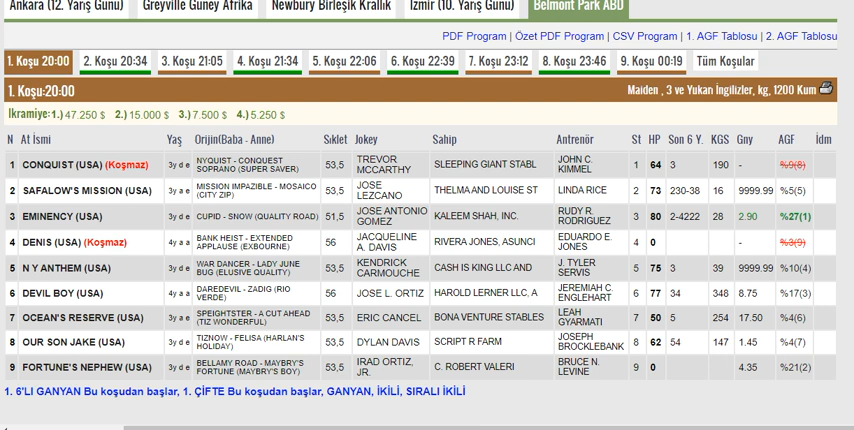 Ankara (12. Yarış Günü) Greyville Güney Afrika Newbury Birleşik Krallık İzmir (10. Yarış Günü) Belmont Park ABD
PDF Program | Özet PDF Program | CSV Program | 1. AGF Tablosu | 2. AGF Tablosu
1. Koşu 20:00 2. Koşu 20:34 3. Koşu 21:05 4. Koşu 21:34 5. Koşu 22:06 6. Koşu 22:39 7. Koşu 23:12 8. Koşu 23:46 9. Koşu 00:19 Tüm Koşular
1. Koşu:20:00 Maiden , 3 ve Yukarı İngilizler, kg, 1200 Kum
İkramiye:1.) 47.250 $ 2.) 15.000 $ 3.) 7.500 $ 4.) 5.250 $
N At İsmi Yaş Orijin(Baba - Anne) Sıklet Jokey Sahip Antrenör St HP Son 6 Y. KGS Gny AGF İdm
1 CONQUIST (USA) (Koşmaz) 3y d e NYQUIST - CONQUEST SOPRANO (SUPER SAVER) 53,5 TREVOR MCCARTHY SLEEPING GIANT STABL JOHN C. KIMMEL 1 64 3 190 - %9(8)
2 SAFALOW'S MISSION (USA) 3y a e MISSION IMPAZIBLE - MOSAICO (CITY ZIP) 53,5 JOSE LEZCANO THELMA AND LOUISE ST LINDA RICE 2 73 230-38 16 9999.99 %5(5)
3 EMINENCY (USA) 3y d e CUPID - SNOW (QUALITY ROAD) 51,5 JOSE ANTONIO GOMEZ KALEEM SHAH, INC. RUDY R. RODRIGUEZ 3 80 2-4222 28 2.90 %27(1)
4 DENIS (USA) (Koşmaz) 4y a a BANK HEIST - EXTENDED APPLAUSE (EXBOURNE) 56 JACQUELINE A. DAVIS RIVERA JONES, ASUNCI EDUARDO E. JONES 4 0 - %3(9)
5 N Y ANTHEM (USA) 3y d e WAR DANCER - LADY JUNE BUG (ELUSIVE QUALITY) 53,5 KENDRICK CARMOUCHE CASH IS KING LLC AND J. TYLER SERVIS 5 75 3 39 9999.99 %10(4)
6 DEVIL BOY (USA) 4y a a DAREDEVIL - ZADIG (RIO VERDE) 56 JOSE L. ORTIZ HAROLD LERNER LLC, A JEREMIAH C. ENGLEHART 6 77 34 348 8.75 %17(3)
7 OCEAN'S RESERVE (USA) 3y a e SPEIGHTSTER - A CUT AHEAD (TIZ WONDERFUL) 53,5 ERIC CANCEL BONA VENTURE STABLES LEAH GYARMATI 7 50 5 254 17.50 %4(6)
8 OUR SON JAKE (USA) 3y d e TIZNOW - FELISA (HARLAN'S HOLIDAY) 53,5 DYLAN DAVIS SCRIPT R FARM JOSEPH BROCKLEBANK 8 62 54 147 1.45 %4(7)
9 FORTUNE'S NEPHEW (USA) 3y d e BELLAMY ROAD - MAYBRY'S FORTUNE (MAYBRY'S BOY) 53,5 IRAD ORTIZ, JR. C. ROBERT VALERI BRUCE N. LEVINE 9 0 4.35 %21(2)
1. 6'LI GANYAN Bu koşudan başlar, 1. ÇİFTE Bu koşudan başlar, GANYAN, İKİLİ, SIRALI İKİLİ